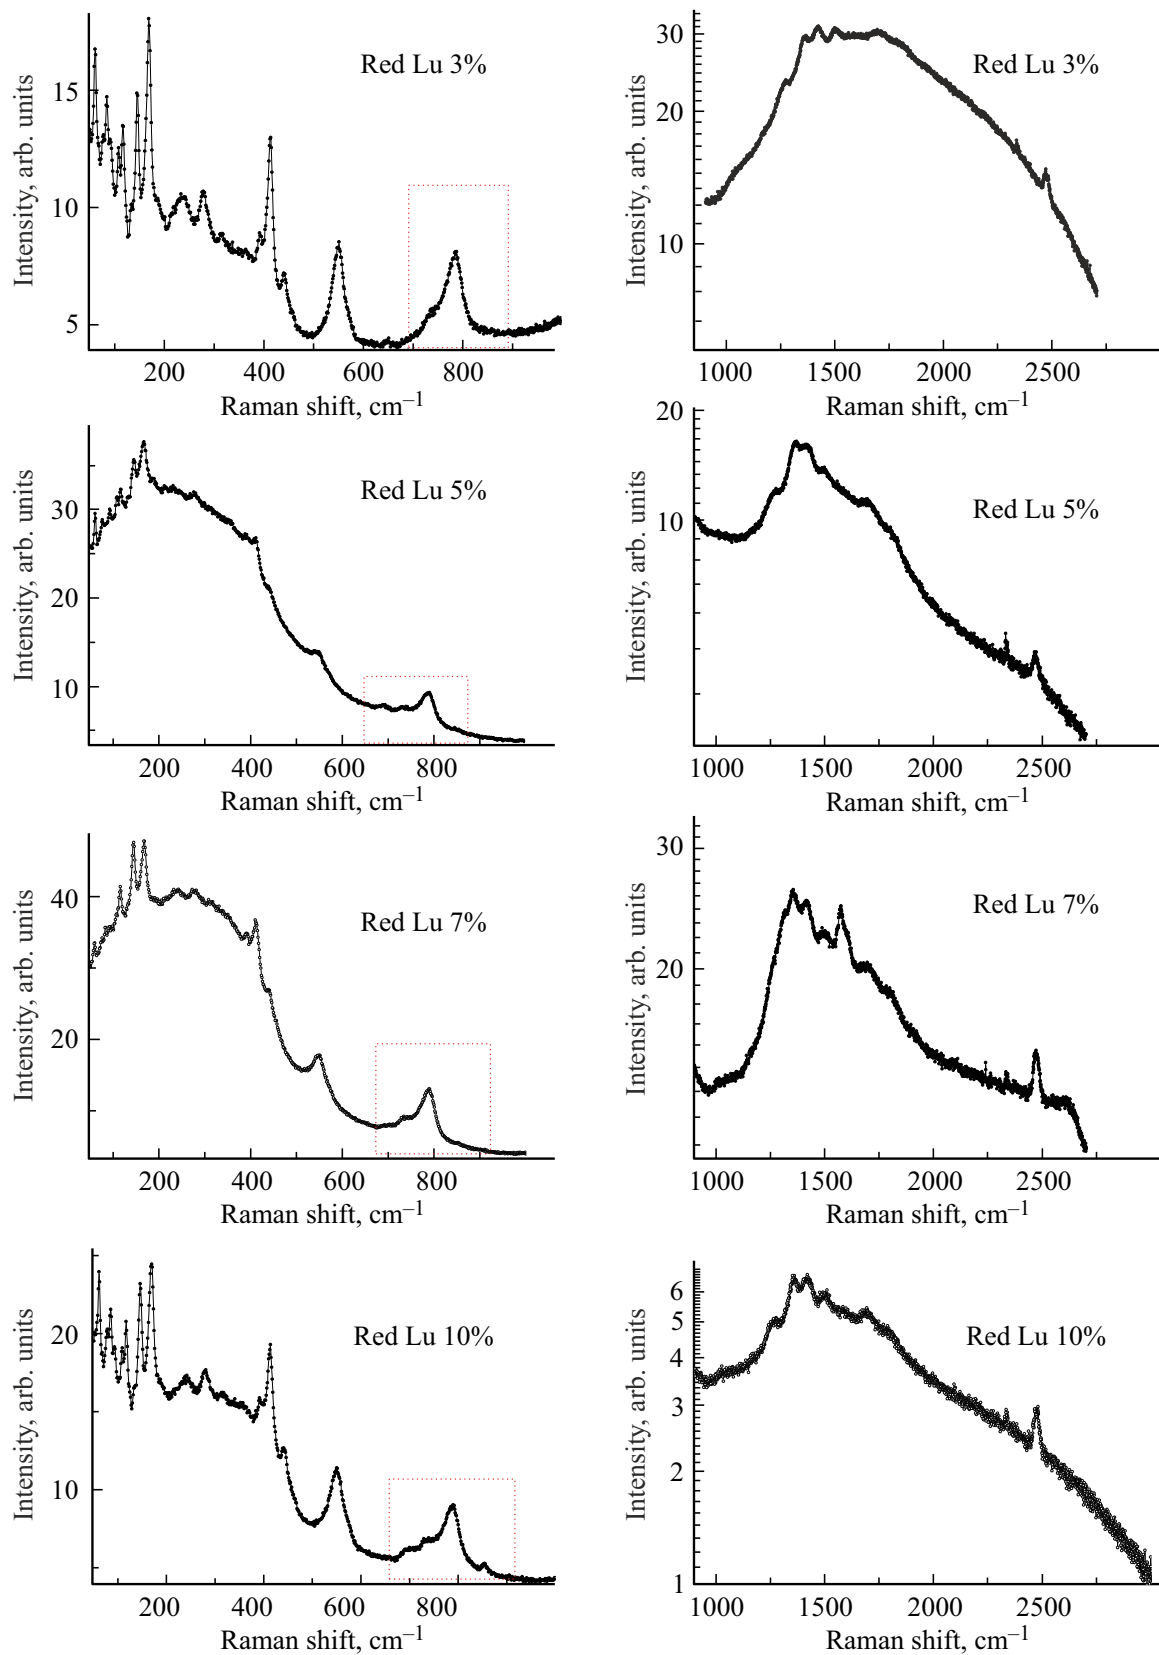 Intensity, arb. units
15
10
5
Red Lu 3%
200 400 600 800
Raman shift, cm–1
Intensity, arb. units
30
20
10
Red Lu 3%
1000 1500 2000 2500
Raman shift, cm–1
Intensity, arb. units
30
20
10
Red Lu 5%
200 400 600 800
Raman shift, cm–1
Intensity, arb. units
20
10
Red Lu 5%
1000 1500 2000 2500
Raman shift, cm–1
Intensity, arb. units
40
20
Red Lu 7%
200 400 600 800
Raman shift, cm–1
Intensity, arb. units
30
20
Red Lu 7%
1000 1500 2000 2500
Raman shift, cm–1
Intensity, arb. units
20
10
Red Lu 10%
200 400 600 800
Raman shift, cm–1
Intensity, arb. units
6
5
4
3
2
1
Red Lu 10%
1000 1500 2000 2500
Raman shift, cm–1